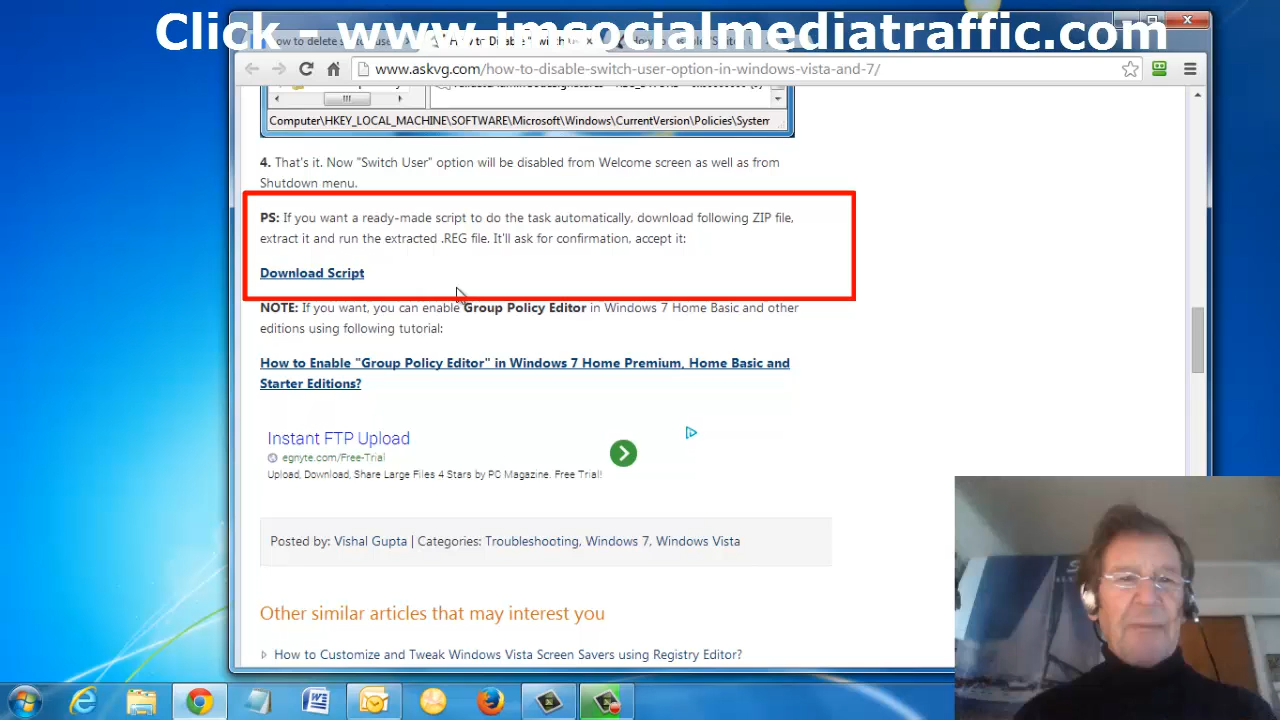 Click - www.imsocialmediatraffic.com
www.askvg.com/how-to-disable-switch-user-option-in-windows-vista-and-7/
Computer\HKEY_LOCAL_MACHINE\SOFTWARE\Microsoft\Windows\CurrentVersion\Policies\System
4. That's it. Now "Switch User" option will be disabled from Welcome screen as well as from
Shutdown menu.
PS: If you want a ready-made script to do the task automatically, download following ZIP file,
extract it and run the extracted .REG file. It'll ask for confirmation, accept it:
Download Script
NOTE: If you want, you can enable Group Policy Editor in Windows 7 Home Basic and other
editions using following tutorial:
How to Enable "Group Policy Editor" in Windows 7 Home Premium, Home Basic and
Starter Editions?
Instant FTP Upload
egnyte.com/Free-Trial
Upload, Download, Share Large Files 4 Stars by PC Magazine. Free Trial!
Posted by: Vishal Gupta | Categories: Troubleshooting, Windows 7, Windows Vista
Other similar articles that may interest you
How to Customize and Tweak Windows Vista Screen Savers using Registry Editor?